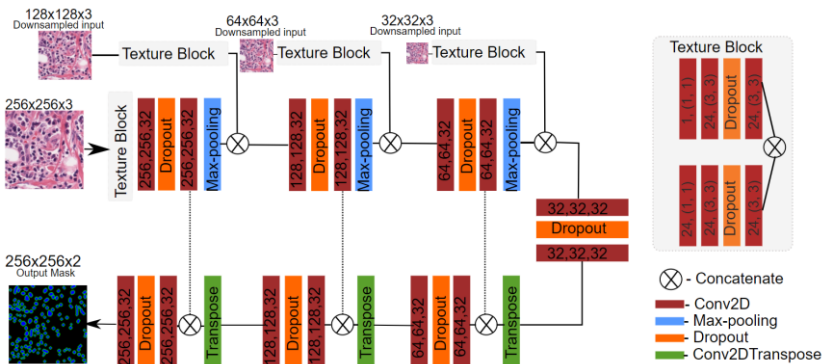 128x128x3
Downsampled input
Texture Block
64x64x3
Downsampled input
Texture Block
32x32x3
Downsampled input
Texture Block
256x256x3
Texture Block
256,256,32
Dropout
256,256,32
Max-pooling
128,128,32
Dropout
128,128,32
Max-pooling
64,64,32
Dropout
64,64,32
Max-pooling
32,32,32
Dropout
32,32,32
256x256x2
Output Mask
256,256,32
Dropout
256,256,32
Transpose
128,128,32
Dropout
128,128,32
Transpose
64,64,32
Dropout
64,64,32
Transpose
Texture Block
1, (1, 1)
24, (3, 3)
Dropout
24, (3, 3)
24, (1, 1)
24, (3, 3)
Dropout
24, (3, 3)
- Concatenate
- Conv2D
- Max-pooling
- Dropout
- Conv2DTranspose